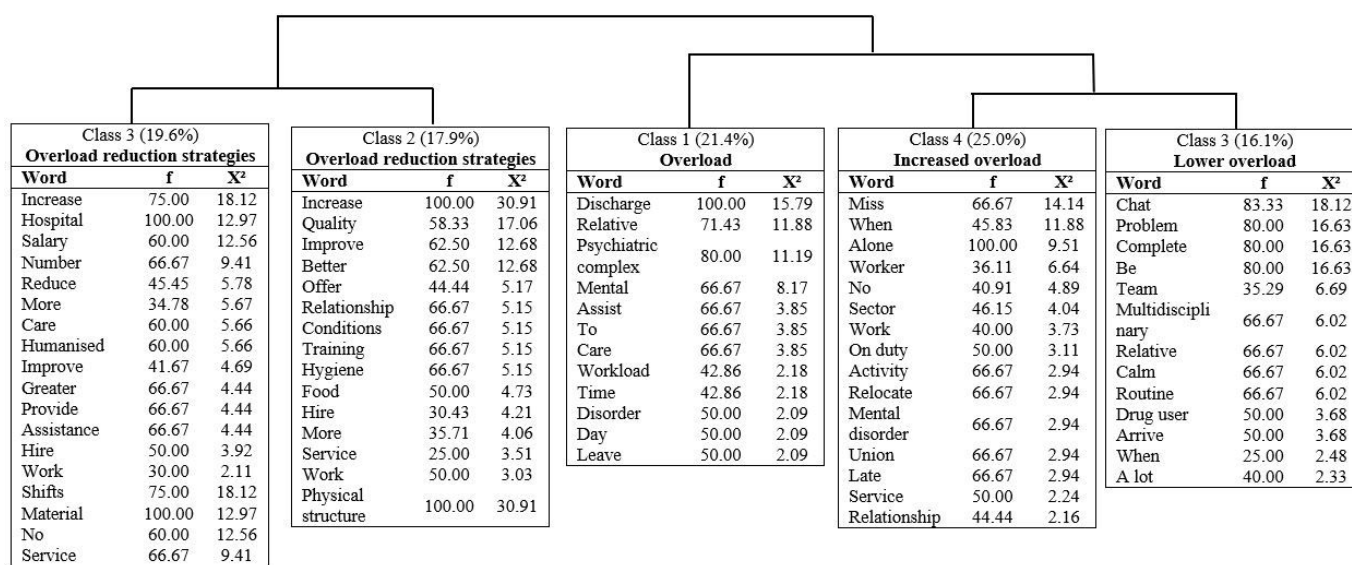 Class 3 (19.6%)
Overload reduction strategies
Word f X²
Increase 75.00 18.12
Hospital 100.00 12.97
Salary 60.00 12.56
Number 66.67 9.41
Reduce 45.45 5.78
More 34.78 5.67
Care 60.00 5.66
Humanised 60.00 5.66
Improve 41.67 4.69
Greater 66.67 4.44
Provide 66.67 4.44
Assistance 66.67 4.44
Hire 50.00 3.92
Work 30.00 2.11
Shifts 75.00 18.12
Material 100.00 12.97
No 60.00 12.56
Service 66.67 9.41
Class 2 (17.9%)
Overload reduction strategies
Word f X²
Increase 100.00 30.91
Quality 58.33 17.06
Improve 62.50 12.68
Better 62.50 12.68
Offer 44.44 5.17
Relationship 66.67 5.15
Conditions 66.67 5.15
Training 66.67 5.15
Hygiene 66.67 5.15
Food 50.00 4.73
Hire 30.43 4.21
More 35.71 4.06
Service 25.00 3.51
Work 50.00 3.03
Physical
structure 100.00 30.91
Class 1 (21.4%)
Overload
Word f X²
Discharge 100.00 15.79
Relative 71.43 11.88
Psychiatric
complex 80.00 11.19
Mental 66.67 8.17
Assist 66.67 3.85
To 66.67 3.85
Care 66.67 3.85
Workload 42.86 2.18
Time 42.86 2.18
Disorder 50.00 2.09
Day 50.00 2.09
Leave 50.00 2.09
Class 4 (25.0%)
Increased overload
Word f X²
Miss 66.67 14.14
When 45.83 11.88
Alone 100.00 9.51
Worker 36.11 6.64
No 40.91 4.89
Sector 46.15 4.04
Work 40.00 3.73
On duty 50.00 3.11
Activity 66.67 2.94
Relocate 66.67 2.94
Mental
disorder 66.67 2.94
Union 66.67 2.94
Late 66.67 2.94
Service 50.00 2.24
Relationship 44.44 2.16
Class 3 (16.1%)
Lower overload
Word f X²
Chat 83.33 18.12
Problem 80.00 16.63
Complete 80.00 16.63
Be 80.00 16.63
Team 35.29 6.69
Multidiscipli
nary 66.67 6.02
Relative 66.67 6.02
Calm 66.67 6.02
Routine 66.67 6.02
Drug user 50.00 3.68
Arrive 50.00 3.68
When 25.00 2.48
A lot 40.00 2.33